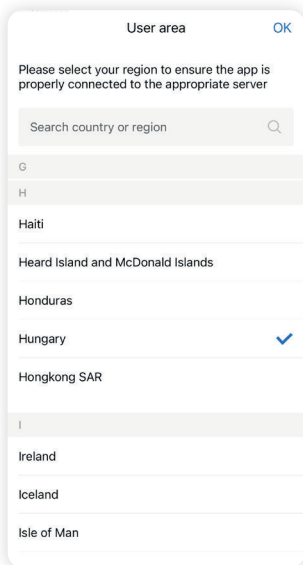 User area
OK
Please select your region to ensure the app is
properly connected to the appropriate server
Search country or region
G
H
Haiti
Heard Island and McDonald Islands
Honduras
Hungary
Hongkong SAR
I
Ireland
Iceland
Isle of Man